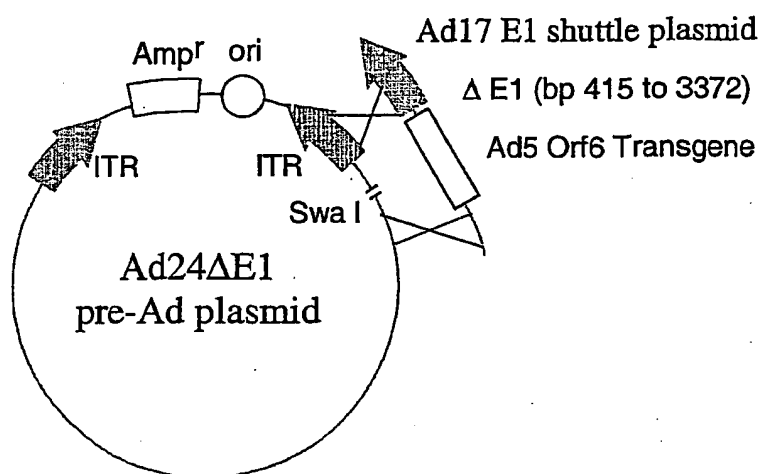 Ad17 E1 shuttle plasmid
Ampr ori
Δ E1 (bp 415 to 3372)
Ad5 Orf6 Transgene
ITR
ITR
Swa I
Ad24ΔE1
pre-Ad plasmid